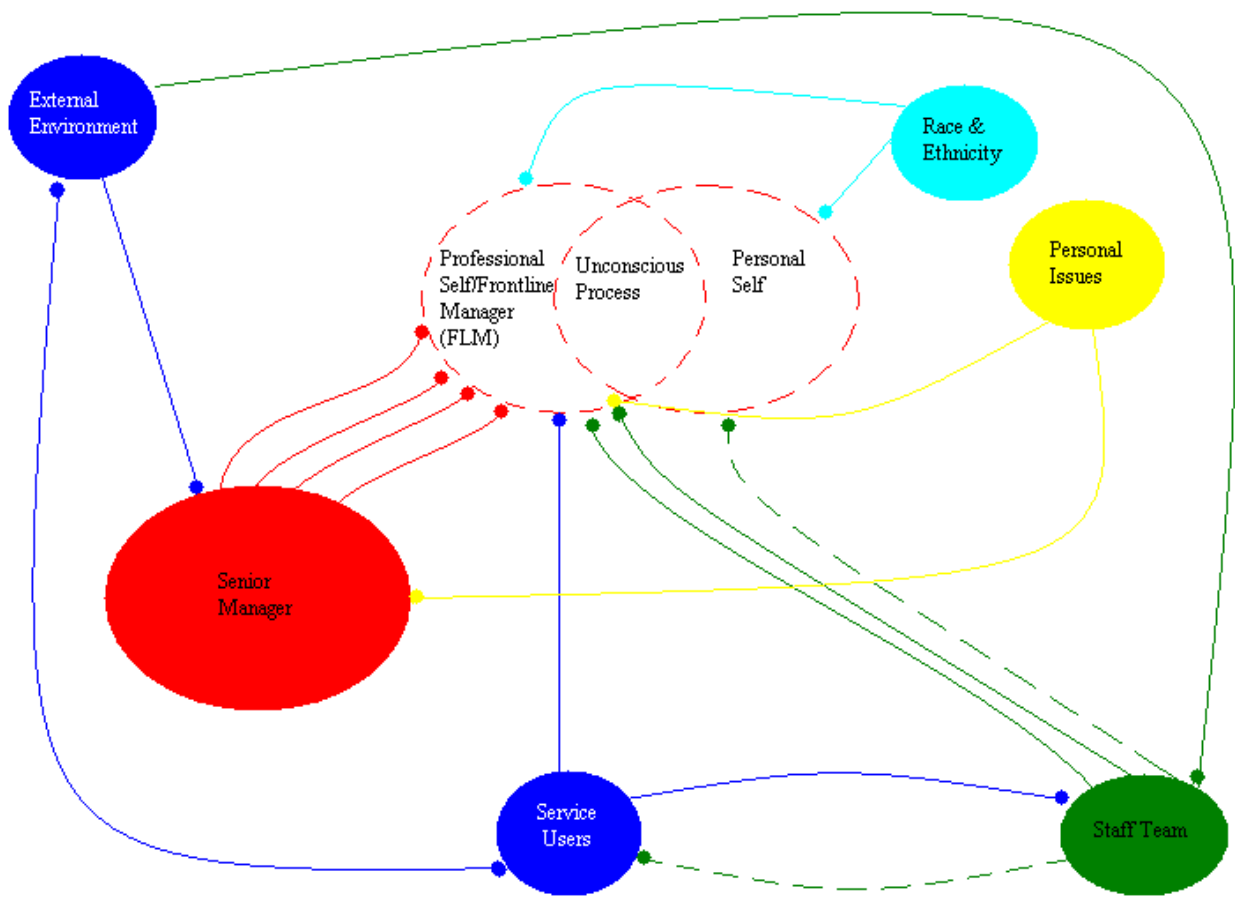 External
Environment
Race &
Ethnicity
Professional
Self/Frontline
Manager
(FLM)
Unconscious
Process
Personal
Self
Personal
Issues
Senior
Manager
Service
Users
Staff Team